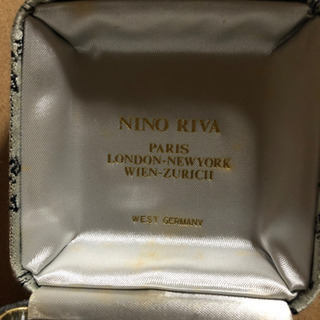 NINO RIVA
PARIS
LONDON-NEWYORK
WIEN-ZURICH
WEST GERMANY